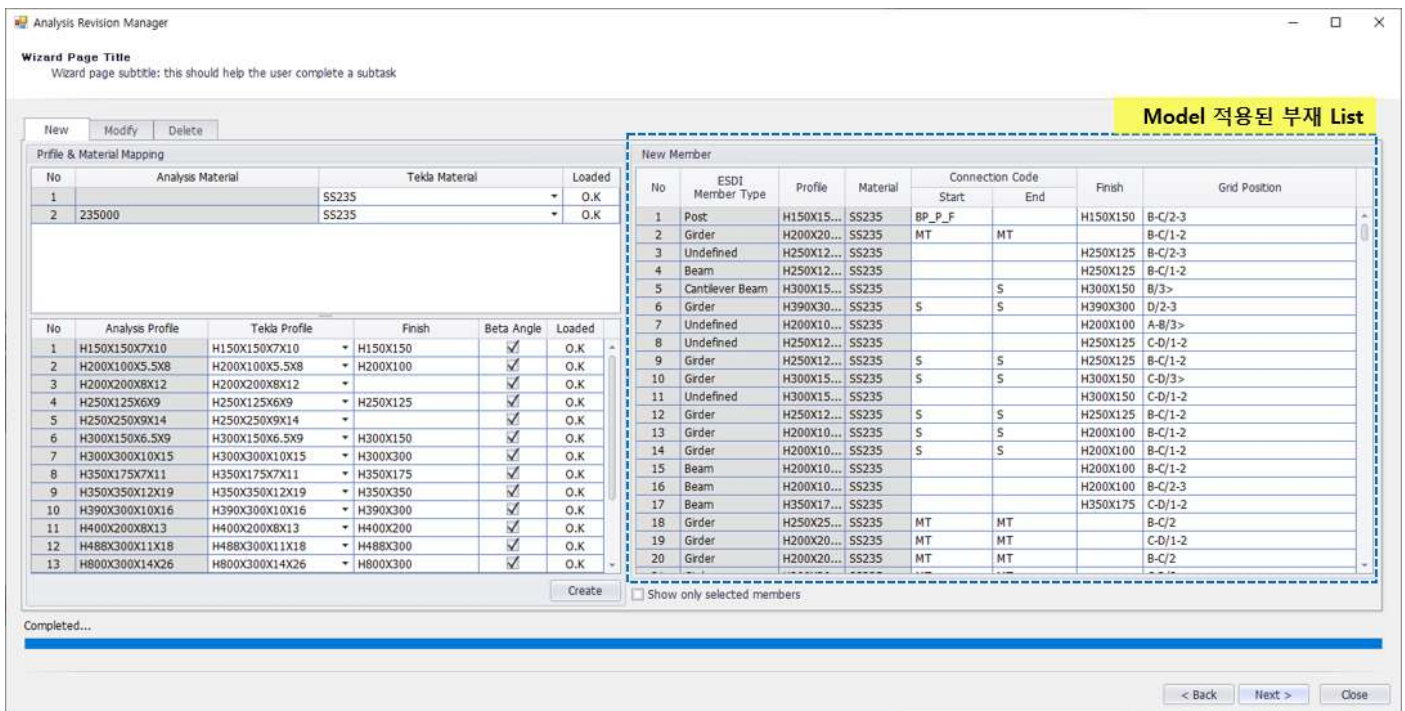 Analysis Revision Manager
Wizard Page Title
Wizard page subtitle: this should help the user complete a subtask
Model 적용된 부재 List
New Modify Delete
Prifile & Material Mapping
No Analysis Material Tekla Material Loaded
1 SS235 O.K
2 235000 SS235 O.K
No Analysis Profile Tekla Profile Finish Beta Angle Loaded
1 H150X150X7X10 H150X150X7X10 H150X150 O.K
2 H200X100X5.5X8 H200X100X5.5X8 H200X100 O.K
3 H200X200X8X12 H200X200X8X12 O.K
4 H250X125X6X9 H250X125X6X9 H250X125 O.K
5 H250X250X9X14 H250X250X9X14 O.K
6 H300X150X6.5X9 H300X150X6.5X9 H300X150 O.K
7 H300X300X10X15 H300X300X10X15 H300X300 O.K
8 H350X175X7X11 H350X175X7X11 H350X175 O.K
9 H350X350X12X19 H350X350X12X19 H350X350 O.K
10 H390X300X10X16 H390X300X10X16 H390X300 O.K
11 H400X200X8X13 H400X200X8X13 H400X200 O.K
12 H488X300X11X18 H488X300X11X18 H488X300 O.K
13 H800X300X14X26 H800X300X14X26 H800X300 O.K
Create
New Member
No ESDI Member Type Profile Material Connection Code Finish Grid Position
Start End
1 Post H150X15... SS235 BP_P_F H150X150 B-C/2-3
2 Girder H200X20... SS235 MT MT B-C/1-2
3 Undefined H250X12... SS235 H250X125 B-C/2-3
4 Beam H250X12... SS235 H250X125 B-C/1-2
5 Cantilever Beam H300X15... SS235 S H300X150 B/3>
6 Girder H390X30... SS235 S S H390X300 D/2-3
7 Undefined H200X10... SS235 H200X100 A-B/3>
8 Undefined H250X12... SS235 H250X125 C-D/1-2
9 Girder H250X12... SS235 S S H250X125 B-C/1-2
10 Girder H300X15... SS235 S S H300X150 C-D/3>
11 Undefined H300X15... SS235 H300X150 C-D/1-2
12 Girder H250X12... SS235 S S H250X125 B-C/1-2
13 Girder H200X10... SS235 S S H200X100 B-C/1-2
14 Girder H200X10... SS235 S S H200X100 B-C/1-2
15 Beam H200X10... SS235 H200X100 B-C/1-2
16 Beam H200X10... SS235 H200X100 B-C/2-3
17 Beam H350X17... SS235 H350X175 C-D/1-2
18 Girder H250X25... SS235 MT MT B-C/2
19 Girder H200X20... SS235 MT MT C-D/1-2
20 Girder H200X20... SS235 MT MT B-C/2
Show only selected members
Completed...
< Back Next > Close